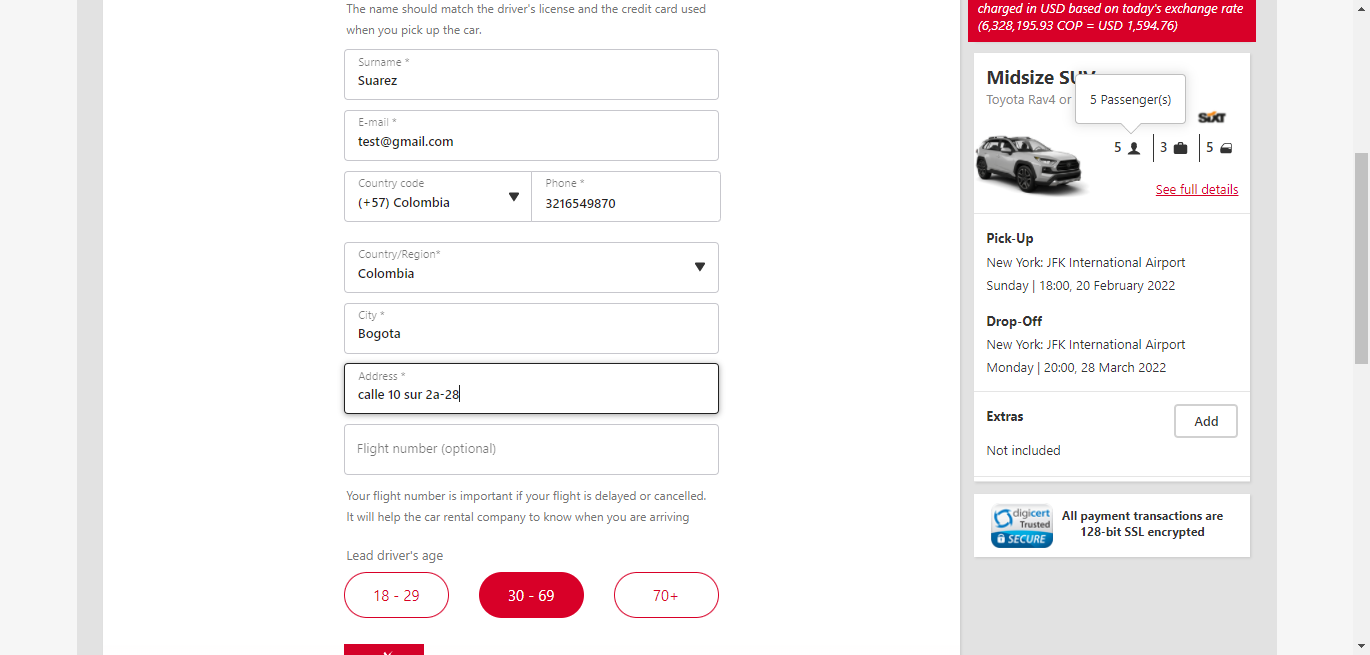 The name should match the driver's license and the credit card used
when you pick up the car.
Surname *
Suarez
E-mail *
test@gmail.com
Country code
(+57) Colombia
Phone *
3216549870
Country/Region*
Colombia
City *
Bogota
Address *
calle 10 sur 2a-28
Flight number (optional)
Your flight number is important if your flight is delayed or cancelled.
It will help the car rental company to know when you are arriving
Lead driver's age
18 - 29
30 - 69
70+
charged in USD based on today's exchange rate
(6,328,195.93 COP = USD 1,594.76)
Midsize SUV
Toyota Rav4 or
5 Passenger(s)
SIXT
5
3
5
See full details
Pick-Up
New York: JFK International Airport
Sunday | 18:00, 20 February 2022
Drop-Off
New York: JFK International Airport
Monday | 20:00, 28 March 2022
Extras
Add
Not included
digicert
Trusted
SECURE
All payment transactions are
128-bit SSL encrypted